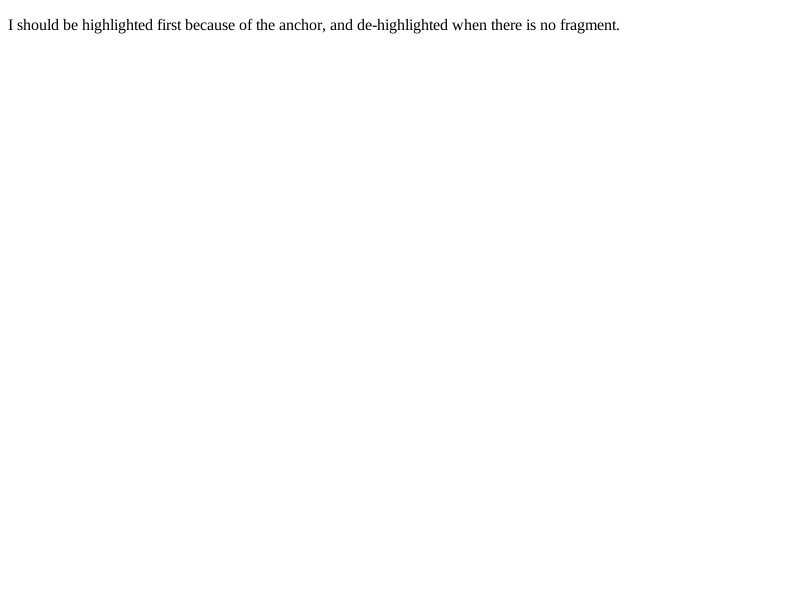 I should be highlighted first because of the anchor, and de-highlighted when there is no fragment.